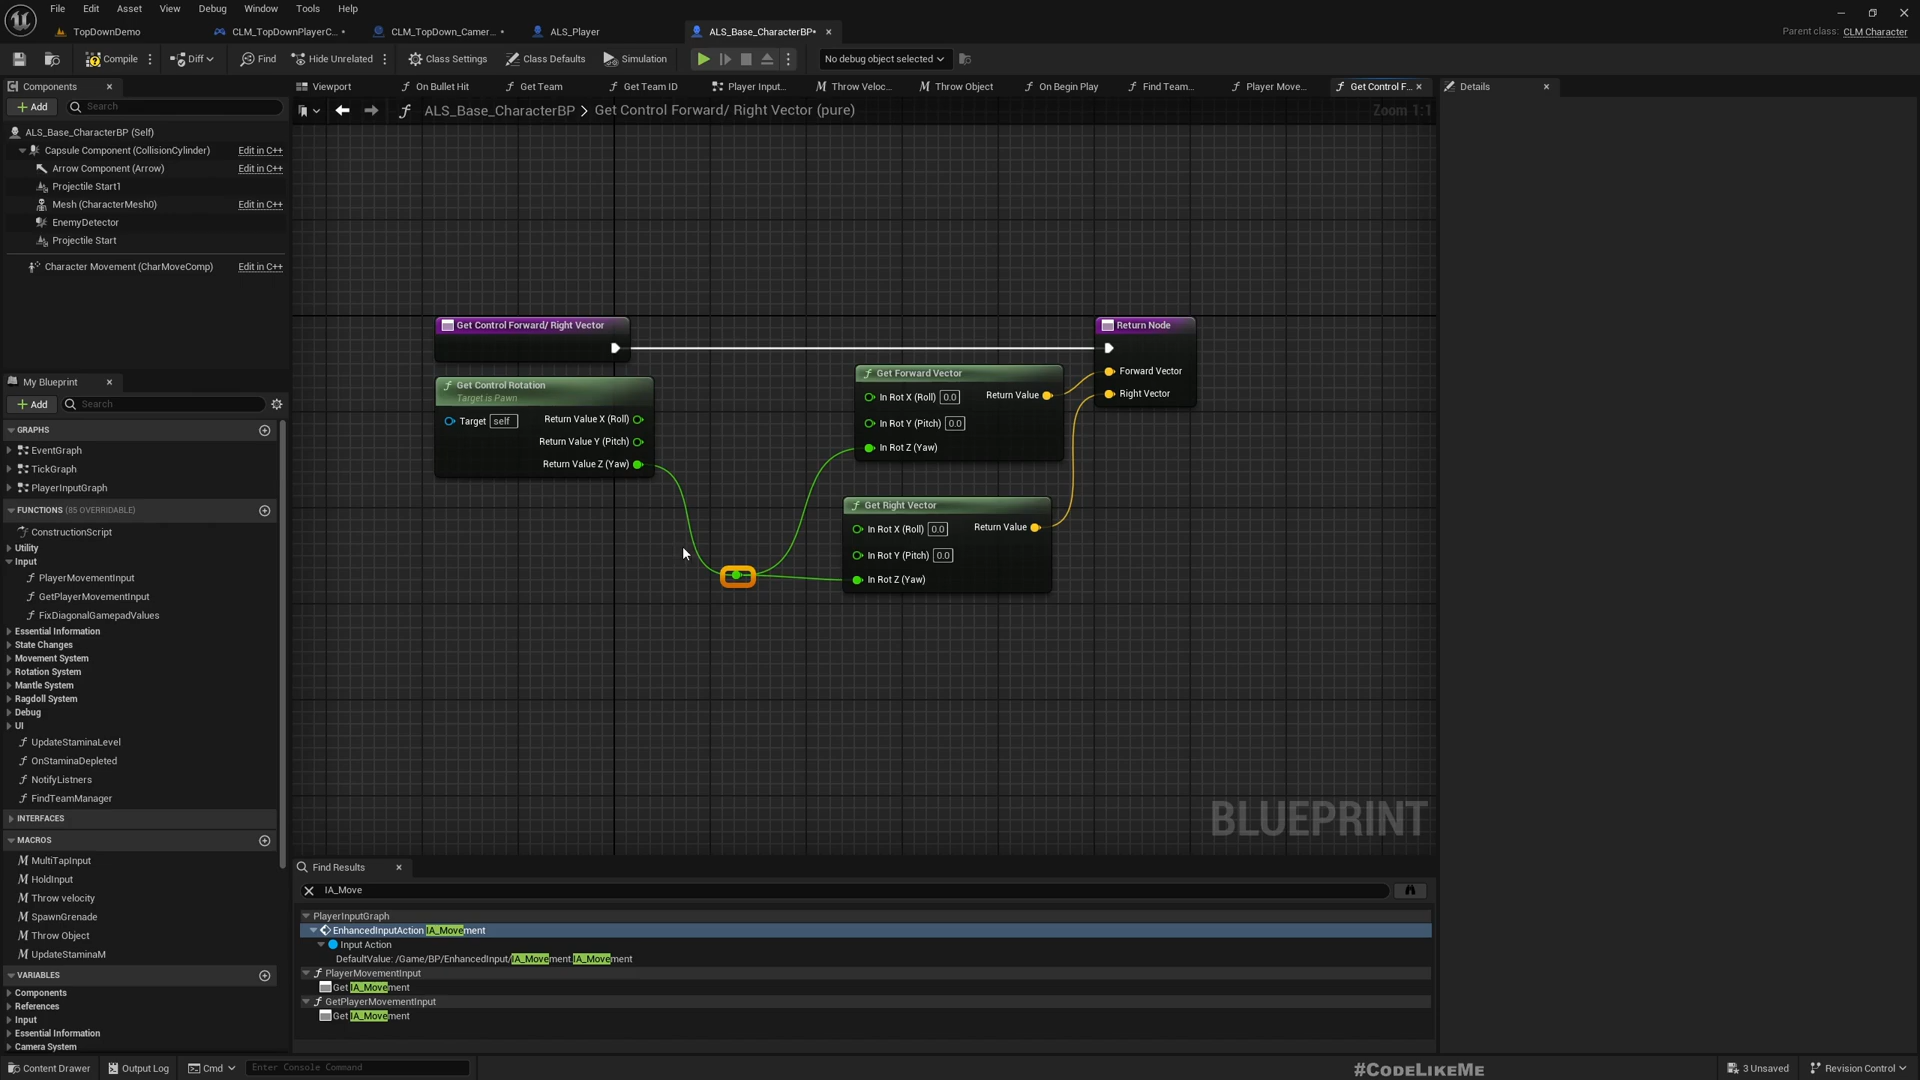 File Edit Asset View Debug Window Tools Help
TopDownDemo
CLM_TopDownPlayerC... •
CLM_TopDown_Camer... •
ALS_Player
ALS_Base_CharacterBP•
Parent class: CLM Character
Compile
Diff
Find
Hide Unrelated
Class Settings
Class Defaults
Simulation
No debug object selected
Components
Viewport
On Bullet Hit
Get Team
Get Team ID
Player Input...
Throw Veloc...
Throw Object
On Begin Play
Find Team...
Player Move...
Get Control F...
Details
Add
Search
ALS_Base_CharacterBP > Get Control Forward/ Right Vector (pure)
Zoom 1:1
ALS_Base_CharacterBP (Self)
Capsule Component (CollisionCylinder) Edit in C++
Arrow Component (Arrow) Edit in C++
Projectile Start1
Mesh (CharacterMesh0) Edit in C++
EnemyDetector
Projectile Start
Character Movement (CharMoveComp) Edit in C++
Get Control Forward/ Right Vector
Return Node
Forward Vector
Right Vector
Get Control Rotation
Target is Pawn
Target self
Return Value X (Roll)
Return Value Y (Pitch)
Return Value Z (Yaw)
Get Forward Vector
In Rot X (Roll) 0.0
Return Value
In Rot Y (Pitch) 0.0
In Rot Z (Yaw)
Get Right Vector
In Rot X (Roll) 0.0
Return Value
In Rot Y (Pitch) 0.0
In Rot Z (Yaw)
BLUEPRINT
My Blueprint
Add
Search
GRAPHS
EventGraph
TickGraph
PlayerInputGraph
FUNCTIONS (85 OVERRIDABLE)
ConstructionScript
Utility
Input
PlayerMovementInput
GetPlayerMovementInput
FixDiagonalGamepadValues
Essential Information
State Changes
Movement System
Rotation System
Mantle System
Ragdoll System
Debug
UI
UpdateStaminaLevel
OnStaminaDepleted
NotifyListners
FindTeamManager
INTERFACES
MACROS
MultiTapInput
HoldInput
Throw velocity
SpawnGrenade
Throw Object
UpdateStaminaM
VARIABLES
Components
References
Input
Essential Information
Camera System
Find Results
IA_Move
PlayerInputGraph
EnhancedInputAction IA_Movement
Input Action
DefaultValue: /Game/BP/EnhancedInput/IA_Movement.IA_Movement
PlayerMovementInput
Get IA_Movement
GetPlayerMovementInput
Get IA_Movement
Content Drawer
Output Log
Cmd
Enter Console Command
#CODELIKEME
3 Unsaved
Revision Control